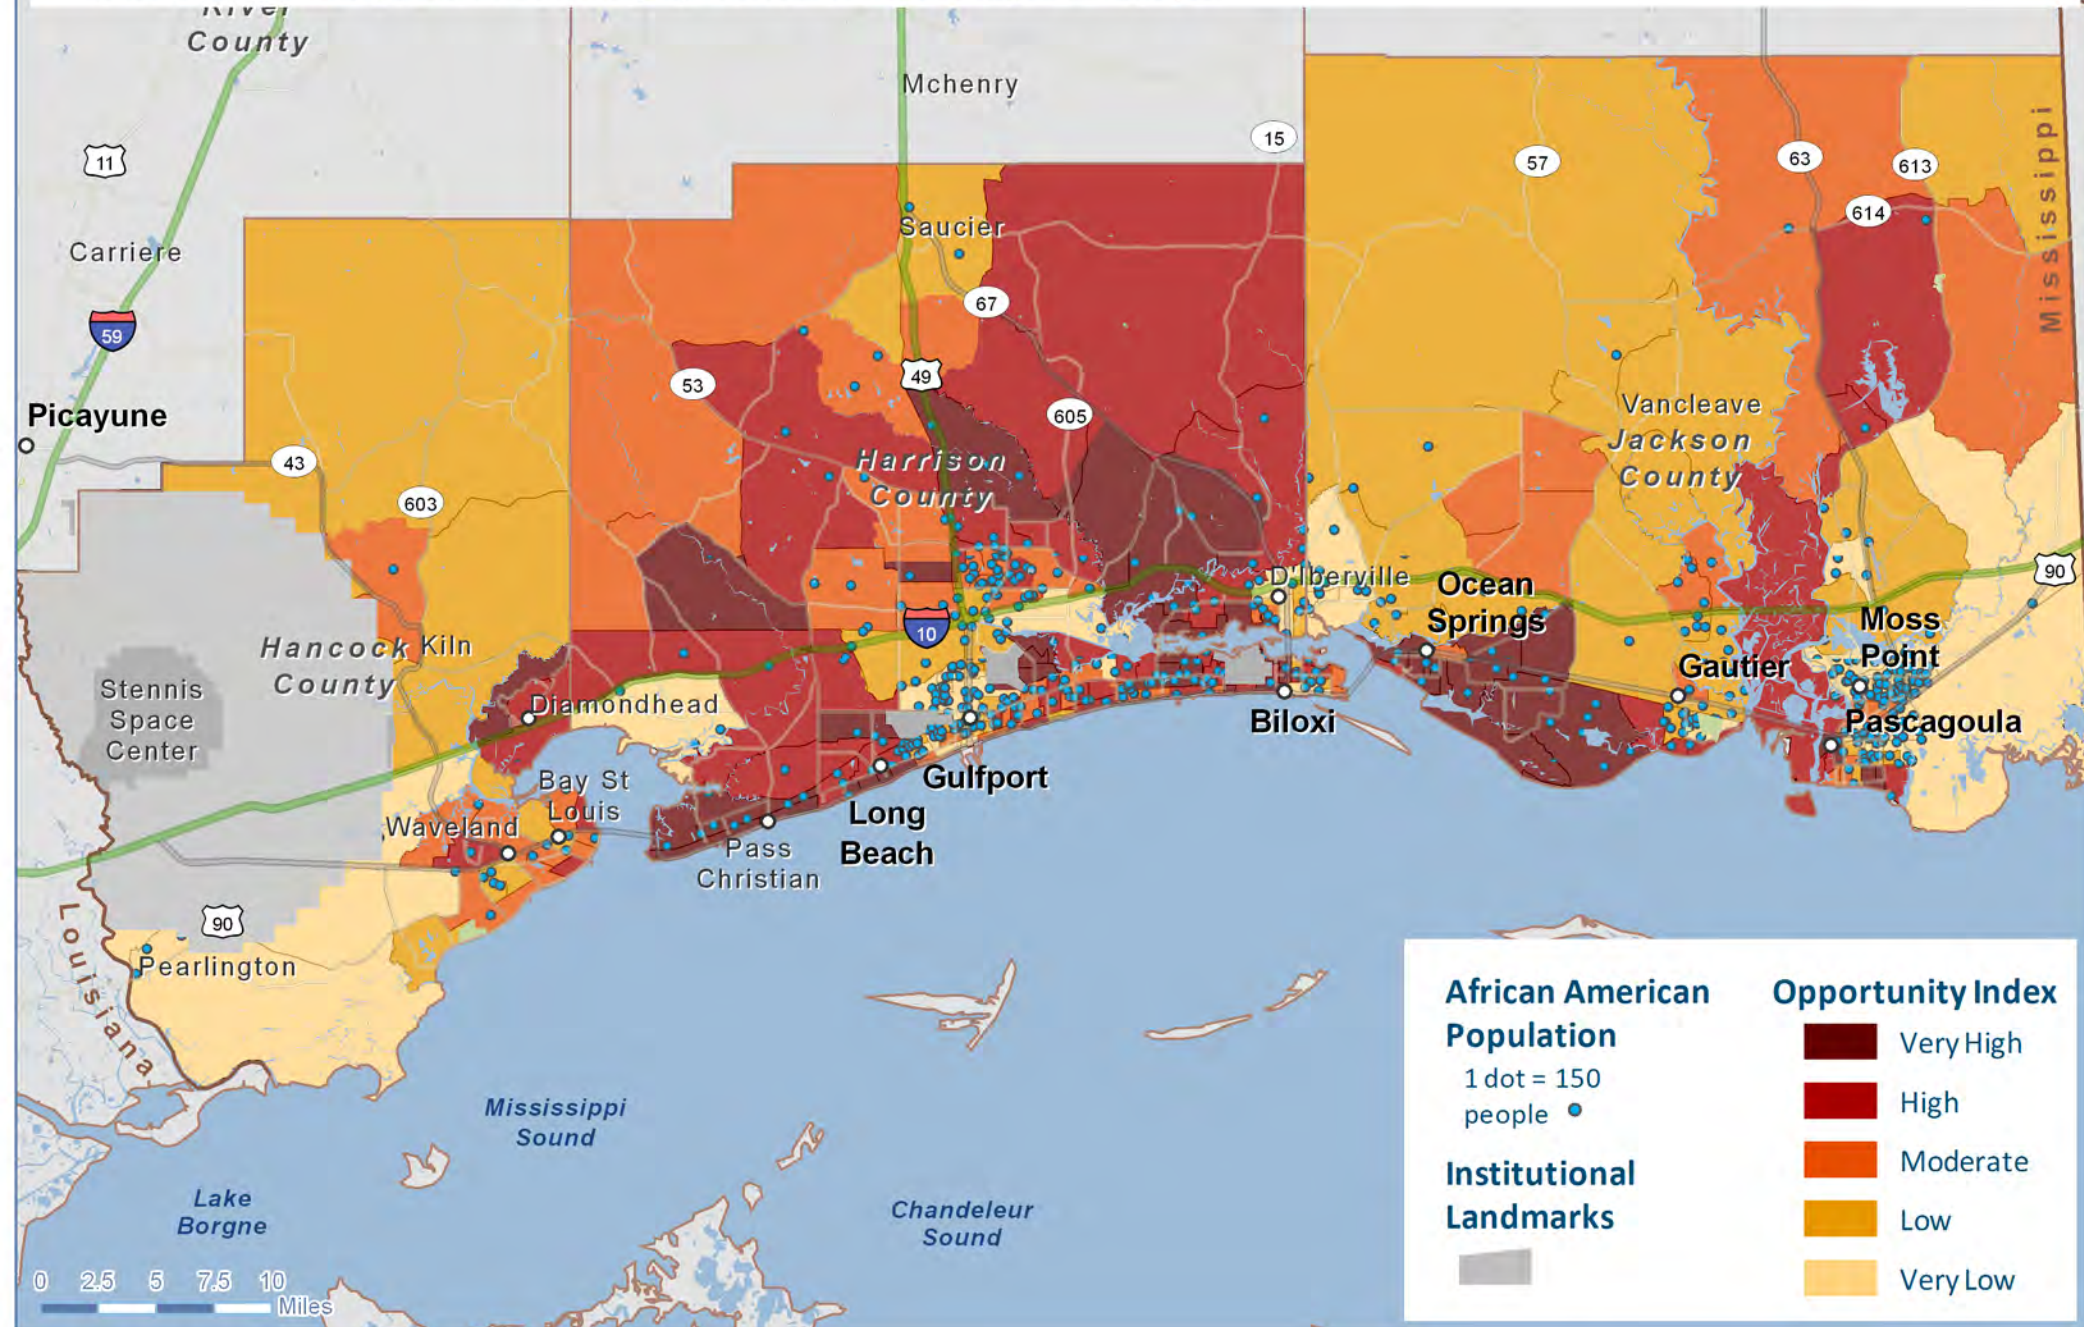 River
County
Mchenry
15
57
63
613
11
614
Mississippi
Saucier
Carriere
67
59
49
53
605
Vancleave
Jackson
County
Picayune
43
Harrison
County
603
90
D'Iberville
Ocean
Springs
10
Moss
Point
Hancock
County
Kiln
Gautier
Stennis
Space
Center
Diamondhead
Biloxi
Pascagoula
Gulfport
Bay St
Louis
Long
Beach
Waveland
Pass
Christian
90
Louisiana
Pearlington
Mississippi
Sound
Lake
Borgne
Chandeleur
Sound
0 2.5 5 7.5 10
Miles
African American
Population
1 dot = 150
people
Institutional
Landmarks
Opportunity Index
Very High
High
Moderate
Low
Very Low